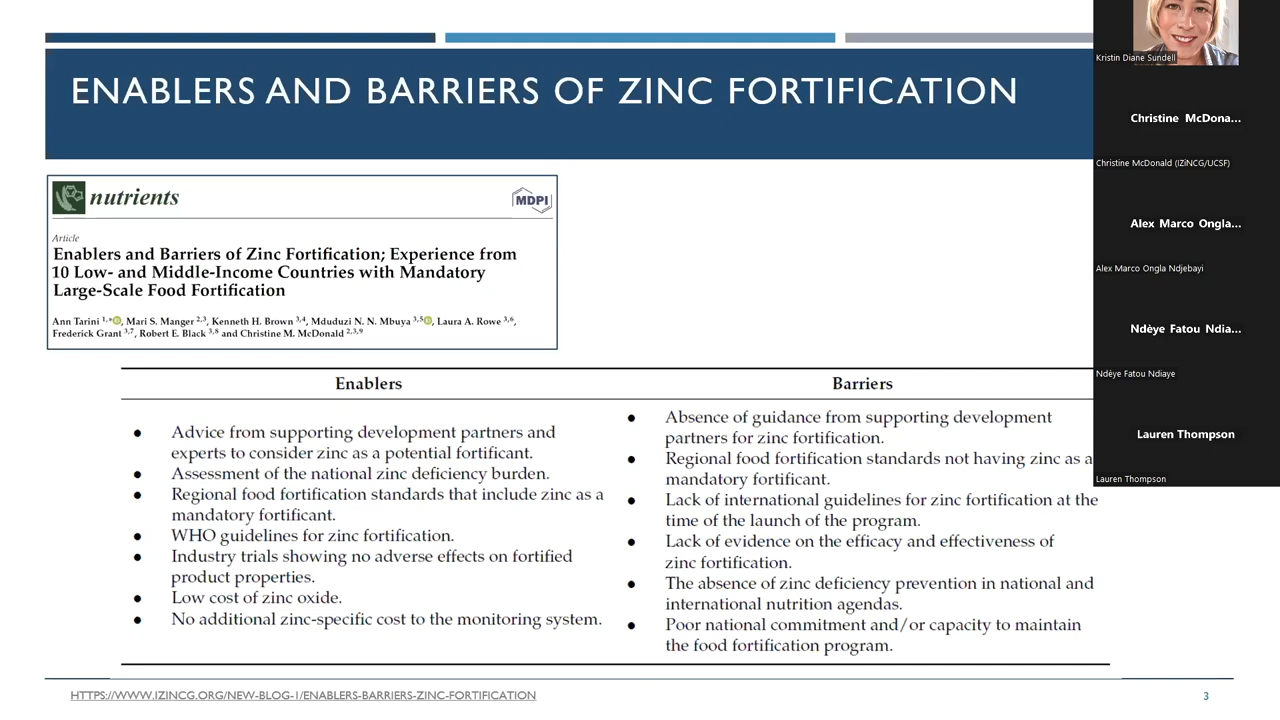 ENABLERS AND BARRIERS OF ZINC FORTIFICATION
nutrients
MDPI
Article
Enablers and Barriers of Zinc Fortification; Experience from
10 Low- and Middle-Income Countries with Mandatory
Large-Scale Food Fortification
Ann Tarini 1,*, Mari S. Manger 2,3, Kenneth H. Brown 3,4, Mduduzi N. N. Mbuya 3,5, Laura A. Rowe 3,6,
Frederick Grant 3,7, Robert E. Black 3,8 and Christine M. McDonald 2,3,9
Enablers
● Advice from supporting development partners and
experts to consider zinc as a potential fortificant.
● Assessment of the national zinc deficiency burden.
● Regional food fortification standards that include zinc as a
mandatory fortificant.
● WHO guidelines for zinc fortification.
● Industry trials showing no adverse effects on fortified
product properties.
● Low cost of zinc oxide.
● No additional zinc-specific cost to the monitoring system.
Barriers
● Absence of guidance from supporting development
partners for zinc fortification.
● Regional food fortification standards not having zinc as a
mandatory fortificant.
● Lack of international guidelines for zinc fortification at the
time of the launch of the program.
● Lack of evidence on the efficacy and effectiveness of
zinc fortification.
● The absence of zinc deficiency prevention in national and
international nutrition agendas.
● Poor national commitment and/or capacity to maintain
the food fortification program.
HTTPS://WWW.IZINCG.ORG/NEW-BLOG-1/ENABLERS-BARRIERS-ZINC-FORTIFICATION
3
Kristin Diane Sundell
Christine McDona...
Christine McDonald (IZiNCG/UCSF)
Alex Marco Ongla...
Alex Marco Ongla Ndjebayi
Ndèye Fatou Ndia...
Ndèye Fatou Ndiaye
Lauren Thompson
Lauren Thompson